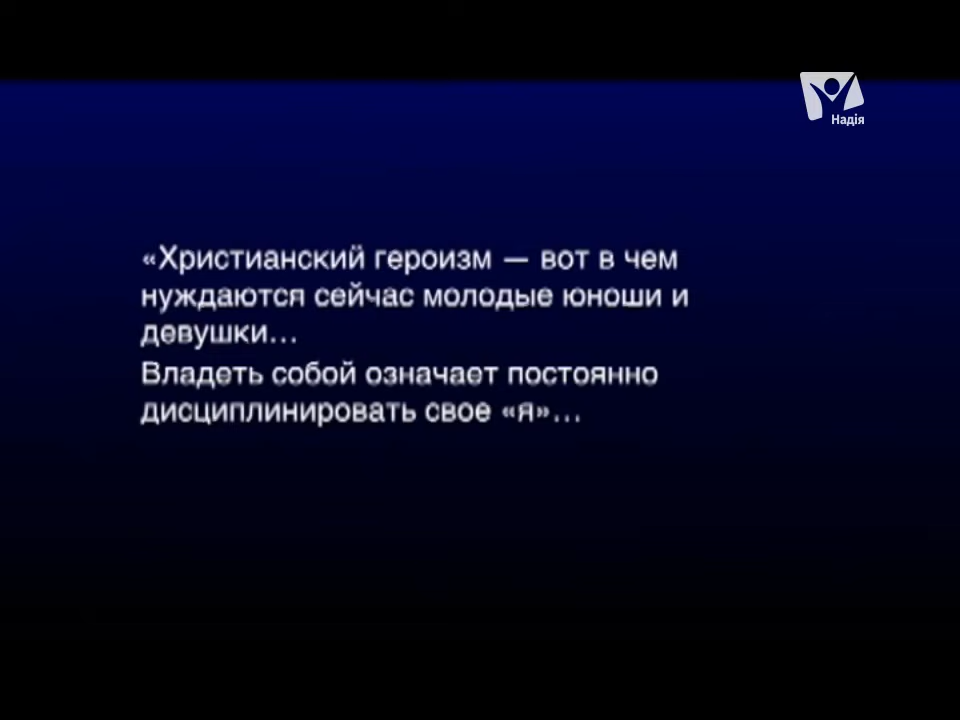 Надія
«Христианский героизм — вот в чем
нуждаются сейчас молодые юноши и
девушки...
Владеть собой означает постоянно
дисциплинировать свое «я»...